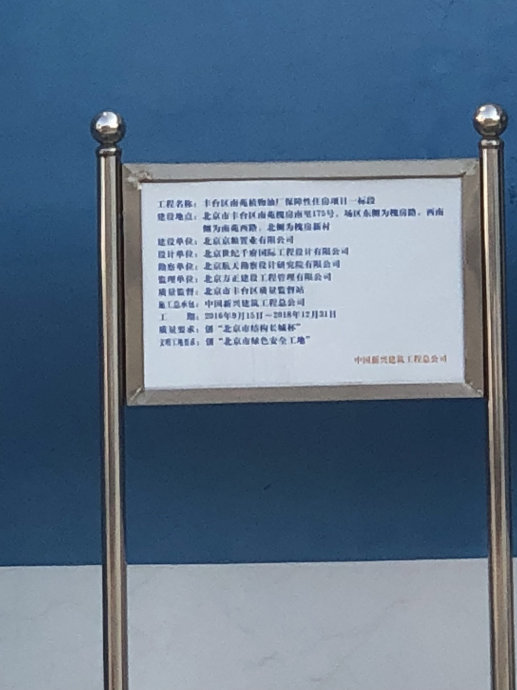 工程名称：丰台区南苑植物油厂保障性住房项目一标段
建设地点：北京市丰台区南苑槐房南里175号，场区东侧为槐房路，西南
侧为南苑西路，北侧为槐房新村
建设单位：北京京粮置业有限公司
设计单位：北京世纪千府国际工程设计有限公司
勘察单位：北京航天勘察设计研究院有限公司
监理单位：北京方正建设工程管理有限公司
质量监督：北京市丰台区质量监督站
施工总承包：中国新兴建筑工程总公司
工 期：2016年9月15日～2018年12月31日
质量要求：创“北京市结构长城杯”
文明工地要求：创“北京市绿色安全工地”
中国新兴建筑工程总公司